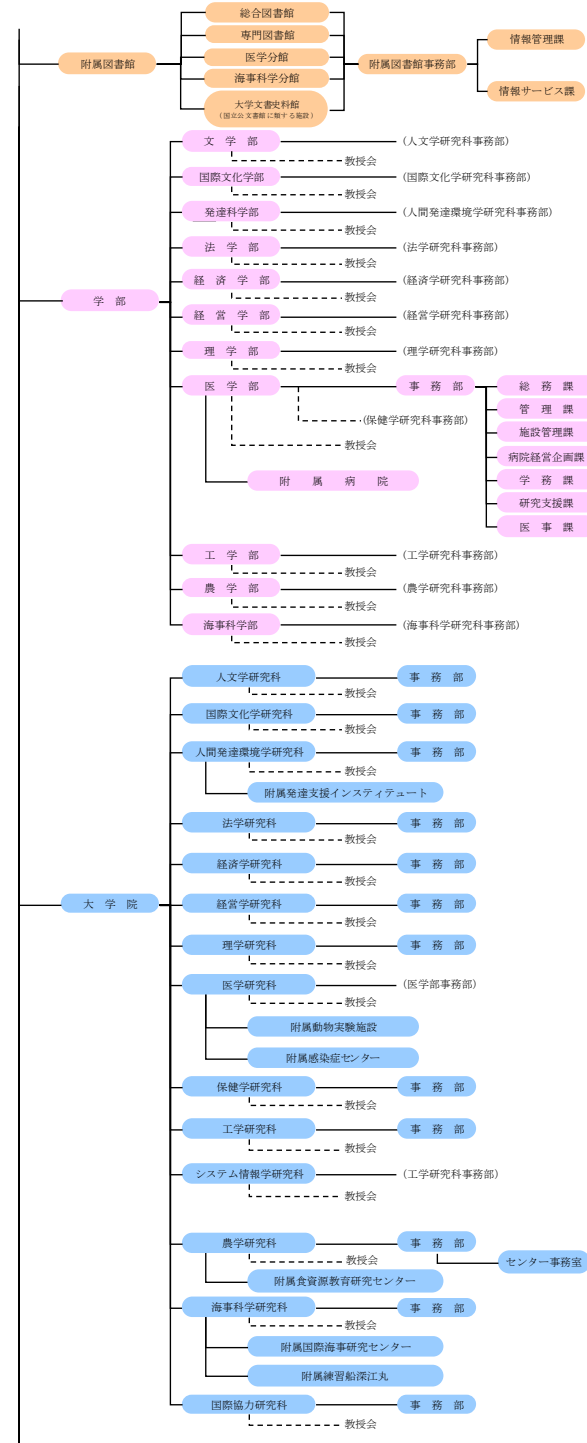 総合図書館
専門図書館
医学分館
海事科学分館
大学文書史料館
(国立公文書館に類する施設)
附属図書館
附属図書館事務部
情報管理課
情報サービス課
学部
文学部
(人文学研究科事務部)
教授会
国際文化学部
(国際文化学研究科事務部)
教授会
発達科学部
(人間発達環境学研究科事務部)
教授会
法学部
(法学研究科事務部)
教授会
経済学部
(経済学研究科事務部)
教授会
経営学部
(経営学研究科事務部)
教授会
理学部
(理学研究科事務部)
教授会
医学部
事務部
総務課
管理課
施設管理課
病院経営企画課
学務課
研究支援課
医事課
(保健学研究科事務部)
教授会
附属病院
工学部
(工学研究科事務部)
教授会
農学部
(農学研究科事務部)
教授会
海事科学部
(海事科学研究科事務部)
教授会
大学院
人文学研究科
事務部
教授会
国際文化学研究科
事務部
教授会
人間発達環境学研究科
事務部
教授会
附属発達支援インスティテュート
法学研究科
事務部
教授会
経済学研究科
事務部
教授会
経営学研究科
事務部
教授会
理学研究科
事務部
教授会
医学研究科
(医学部事務部)
教授会
附属動物実験施設
附属感染症センター
保健学研究科
事務部
教授会
工学研究科
事務部
教授会
システム情報学研究科
(工学研究科事務部)
教授会
農学研究科
事務部
教授会
センター事務室
附属食資源教育研究センター
海事科学研究科
事務部
教授会
附属国際海事研究センター
附属練習船深江丸
国際協力研究科
事務部
教授会